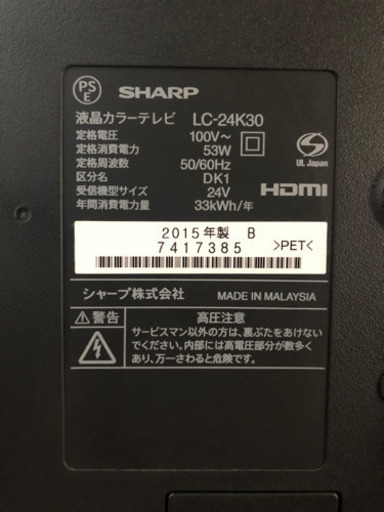 PS
E
SHARP
液晶カラーテレビ LC-24K30
定格電圧 100V～
定格消費電力 53W
定格周波数 50/60Hz
区分名 DK1
受信機型サイズ 24V
年間消費電力量 33kWh/年
S
UL Japan
HDMI
2015年製 B
7417385
>PET<
シャープ株式会社 MADE IN MALAYSIA
警告 高圧注意
サービスマン以外の方は、裏ぶたをあけない
でください。内部には高電圧部分が数多く
あり、万一さわると危険です。